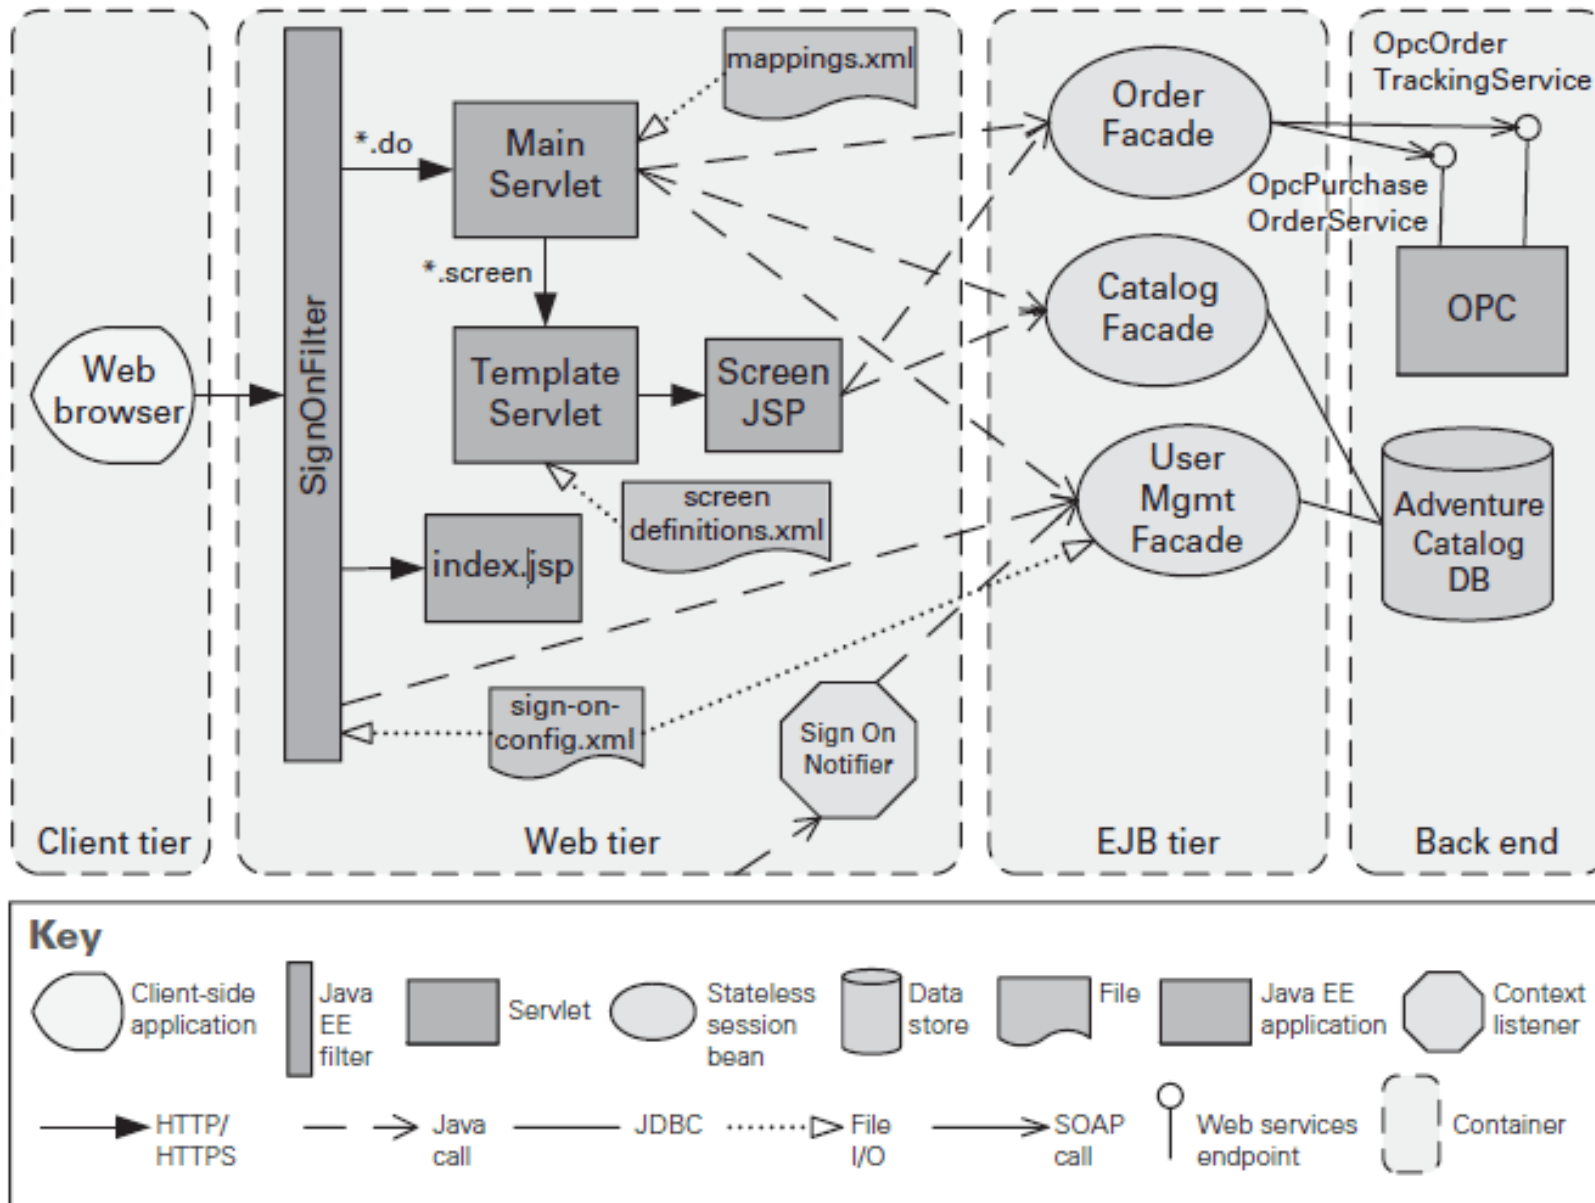 OpcOrder
TrackingService
mappings.xml
Order
Facade
*.do
Main
Servlet
OpcPurchase
OrderService
*.screen
Catalog
Facade
OPC
SignOnFilter
Web
browser
Template
Servlet
Screen
JSP
User
Mgmt
Facade
screen
definitions.xml
Adventure
Catalog
DB
index.jsp
sign-on-
config.xml
Sign On
Notifier
Client tier
Web tier
EJB tier
Back end
Key
Client-side
application
Java
EE
filter
Servlet
Stateless
session
bean
Data
store
File
Java EE
application
Context
listener
HTTP/
HTTPS
Java
call
JDBC
File
I/O
SOAP
call
Web services
endpoint
Container